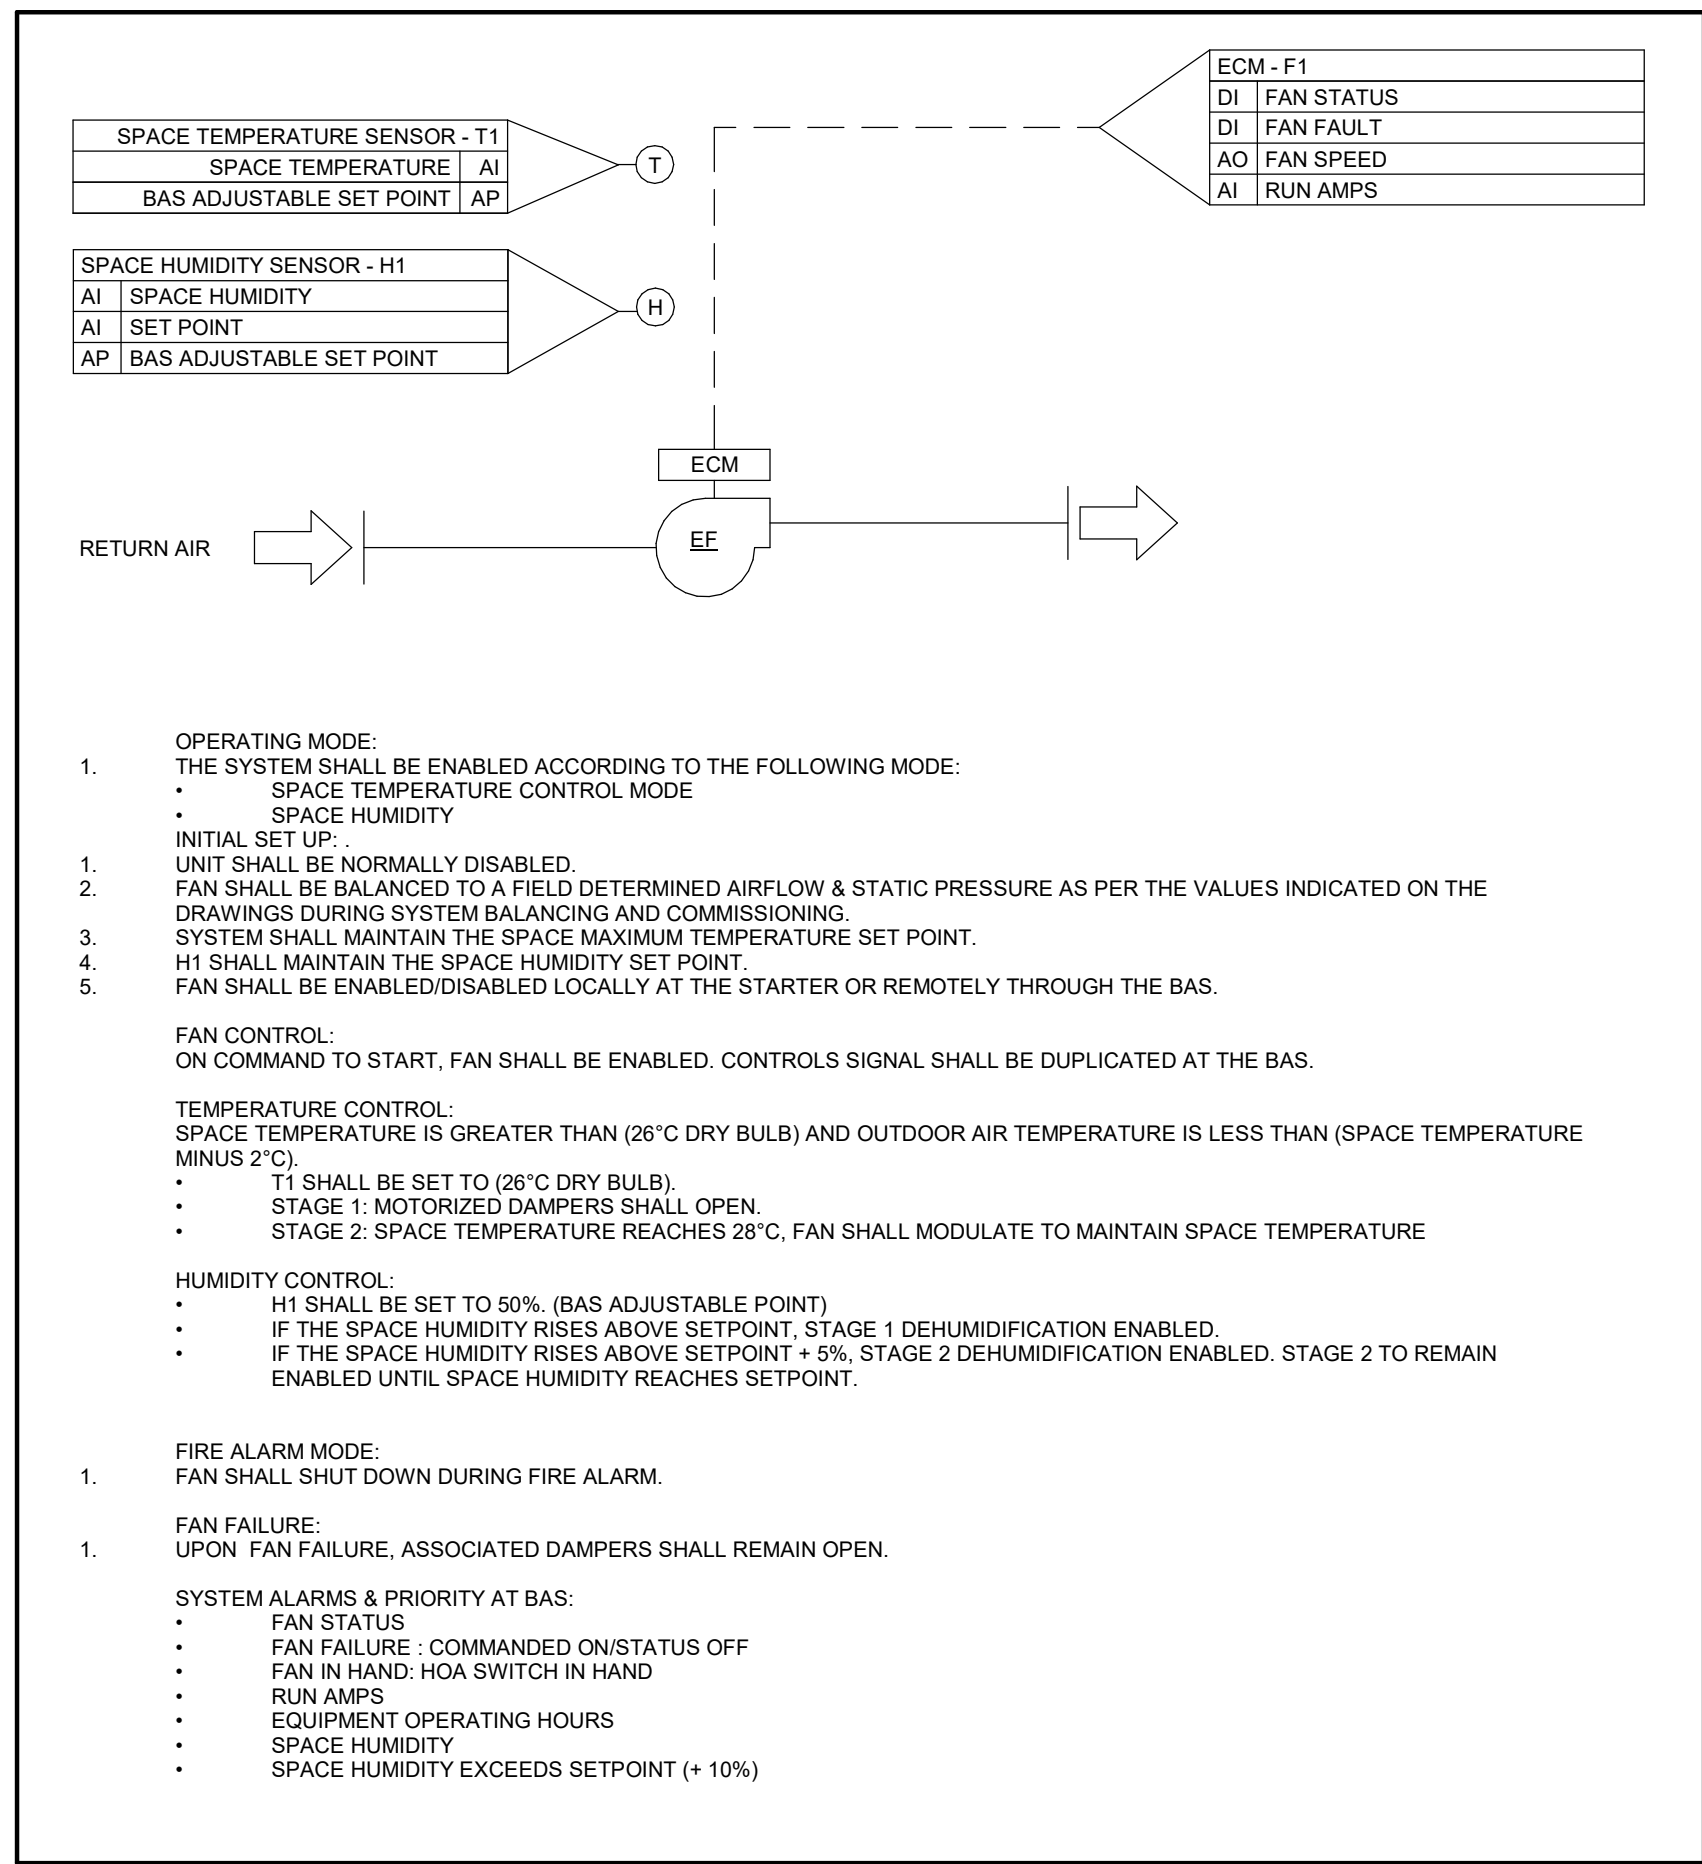 ECM - F1
DI FAN STATUS
DI FAN FAULT
AO FAN SPEED
AI RUN AMPS
SPACE TEMPERATURE SENSOR - T1
SPACE TEMPERATURE AI
BAS ADJUSTABLE SET POINT AP
T
SPACE HUMIDITY SENSOR - H1
AI SPACE HUMIDITY
AI SET POINT
AP BAS ADJUSTABLE SET POINT
H
ECM
EF
RETURN AIR
OPERATING MODE:
1. THE SYSTEM SHALL BE ENABLED ACCORDING TO THE FOLLOWING MODE:
• SPACE TEMPERATURE CONTROL MODE
• SPACE HUMIDITY
INITIAL SET UP: .
1. UNIT SHALL BE NORMALLY DISABLED.
2. FAN SHALL BE BALANCED TO A FIELD DETERMINED AIRFLOW & STATIC PRESSURE AS PER THE VALUES INDICATED ON THE
DRAWINGS DURING SYSTEM BALANCING AND COMMISSIONING.
3. SYSTEM SHALL MAINTAIN THE SPACE MAXIMUM TEMPERATURE SET POINT.
4. H1 SHALL MAINTAIN THE SPACE HUMIDITY SET POINT.
5. FAN SHALL BE ENABLED/DISABLED LOCALLY AT THE STARTER OR REMOTELY THROUGH THE BAS.
FAN CONTROL:
ON COMMAND TO START, FAN SHALL BE ENABLED. CONTROLS SIGNAL SHALL BE DUPLICATED AT THE BAS.
TEMPERATURE CONTROL:
SPACE TEMPERATURE IS GREATER THAN (26°C DRY BULB) AND OUTDOOR AIR TEMPERATURE IS LESS THAN (SPACE TEMPERATURE
MINUS 2°C).
• T1 SHALL BE SET TO (26°C DRY BULB).
• STAGE 1: MOTORIZED DAMPERS SHALL OPEN.
• STAGE 2: SPACE TEMPERATURE REACHES 28°C, FAN SHALL MODULATE TO MAINTAIN SPACE TEMPERATURE
HUMIDITY CONTROL:
• H1 SHALL BE SET TO 50%. (BAS ADJUSTABLE POINT)
• IF THE SPACE HUMIDITY RISES ABOVE SETPOINT, STAGE 1 DEHUMIDIFICATION ENABLED.
• IF THE SPACE HUMIDITY RISES ABOVE SETPOINT + 5%, STAGE 2 DEHUMIDIFICATION ENABLED. STAGE 2 TO REMAIN
ENABLED UNTIL SPACE HUMIDITY REACHES SETPOINT.
FIRE ALARM MODE:
1. FAN SHALL SHUT DOWN DURING FIRE ALARM.
FAN FAILURE:
1. UPON FAN FAILURE, ASSOCIATED DAMPERS SHALL REMAIN OPEN.
SYSTEM ALARMS & PRIORITY AT BAS:
• FAN STATUS
• FAN FAILURE : COMMANDED ON/STATUS OFF
• FAN IN HAND: HOA SWITCH IN HAND
• RUN AMPS
• EQUIPMENT OPERATING HOURS
• SPACE HUMIDITY
• SPACE HUMIDITY EXCEEDS SETPOINT (+ 10%)